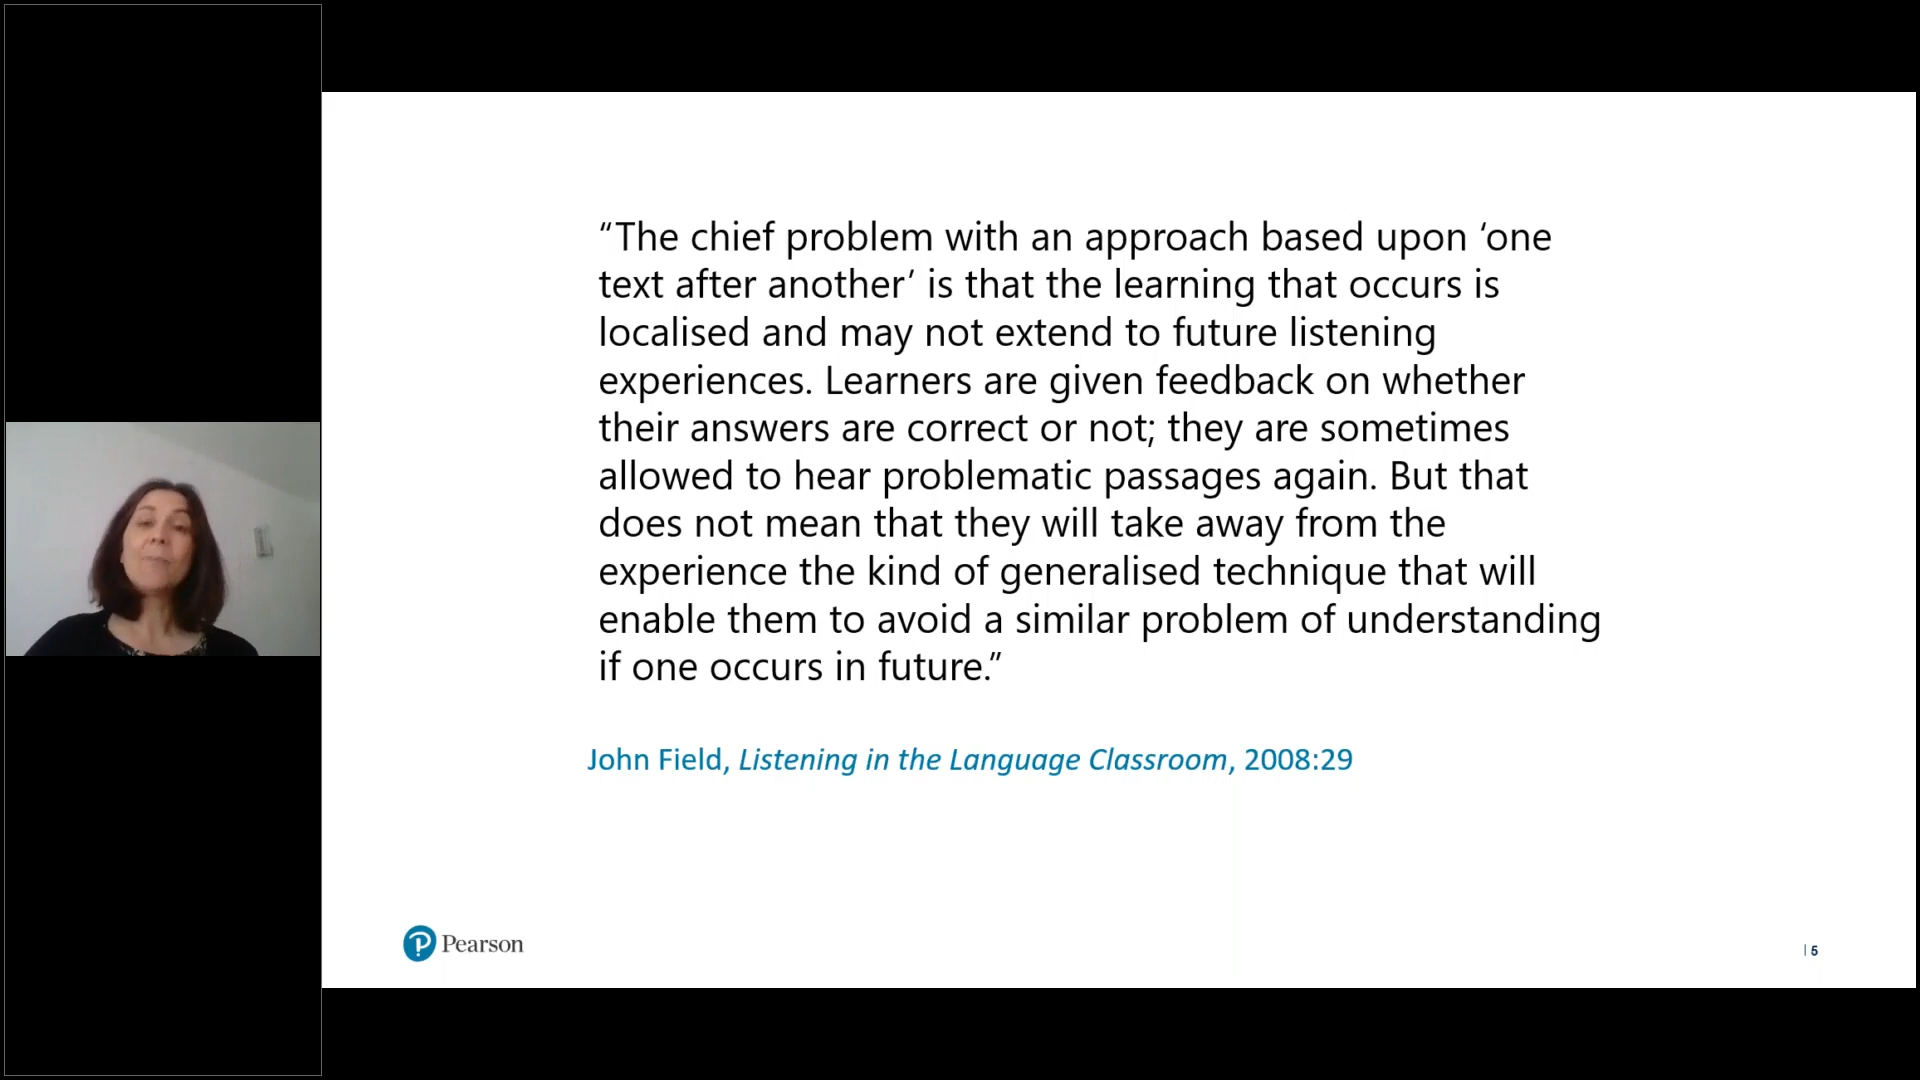 “The chief problem with an approach based upon ‘one
text after another’ is that the learning that occurs is
localised and may not extend to future listening
experiences. Learners are given feedback on whether
their answers are correct or not; they are sometimes
allowed to hear problematic passages again. But that
does not mean that they will take away from the
experience the kind of generalised technique that will
enable them to avoid a similar problem of understanding
if one occurs in future.”
John Field, Listening in the Language Classroom, 2008:29
Pearson
| 5